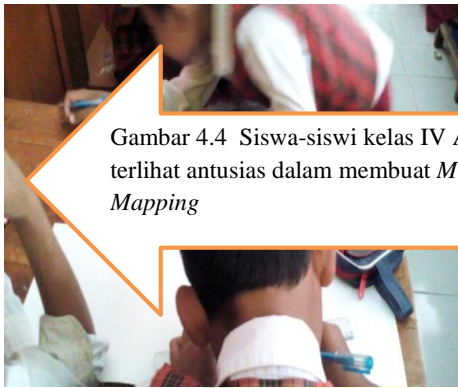 Gambar 4.4 Siswa-siswi kelas IV
terlihat antusias dalam membuat
Mapping